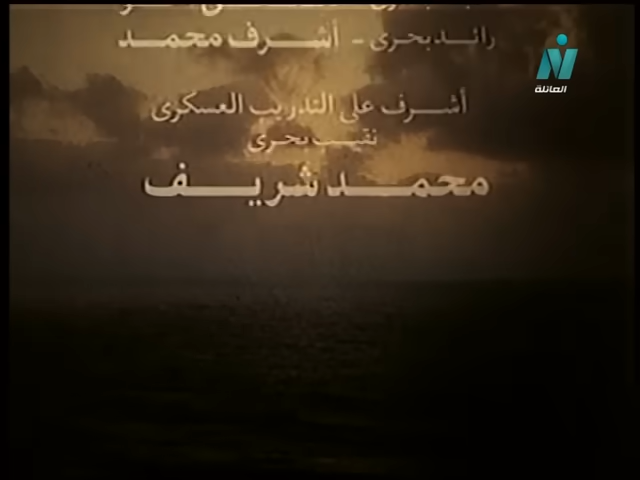 رائد بحرى - أشرف محمد
أشرف على التدريب العسكرى
نقيب بحرى
محمد شريف
العائلة